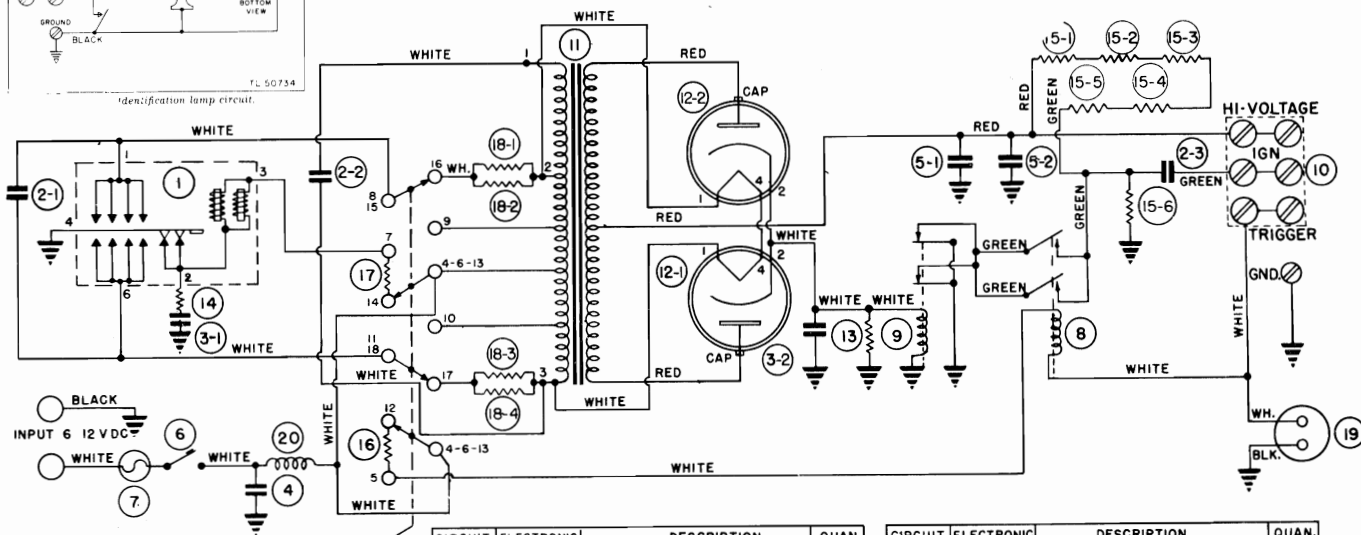 BOTTOM
VIEW
GROUND
BLACK
TL 50734
Identification lamp circuit.
WHITE
WHITE
1
11
RED
12-2
CAP
15-1
15-2
15-3
15-5
15-4
RED
GREEN
HI-VOLTAGE
IGN
10
TRIGGER
2-3
GREEN
15-6
GREEN
GND.
WHITE
WHITE
2-1
1
1
3
4
6
2
14
3-1
2-2
8
15
16
WH.
18-1
18-2
2
9
7
17
14
4-6-13
10
11
18
17
18-3
18-4
3
WHITE
WHITE
WHITE
12
16
5
4-6-13
WHITE
WHITE
WHITE
RED
5-1
5-2
1
4
2
RED
WHITE
12-1
1
4
2
CAP
3-2
RED
WHITE
WHITE
WHITE
13
9
GREEN
GREEN
8
WHITE
WH.
BLK.
19
BLACK
INPUT 6 12 V DC
WHITE
6
WHITE
20
7
4
CIRCUIT
ELECTRONIC
DESCRIPTION
QUAN.
CIRCUIT
ELECTRONIC
DESCRIPTION
QUAN.